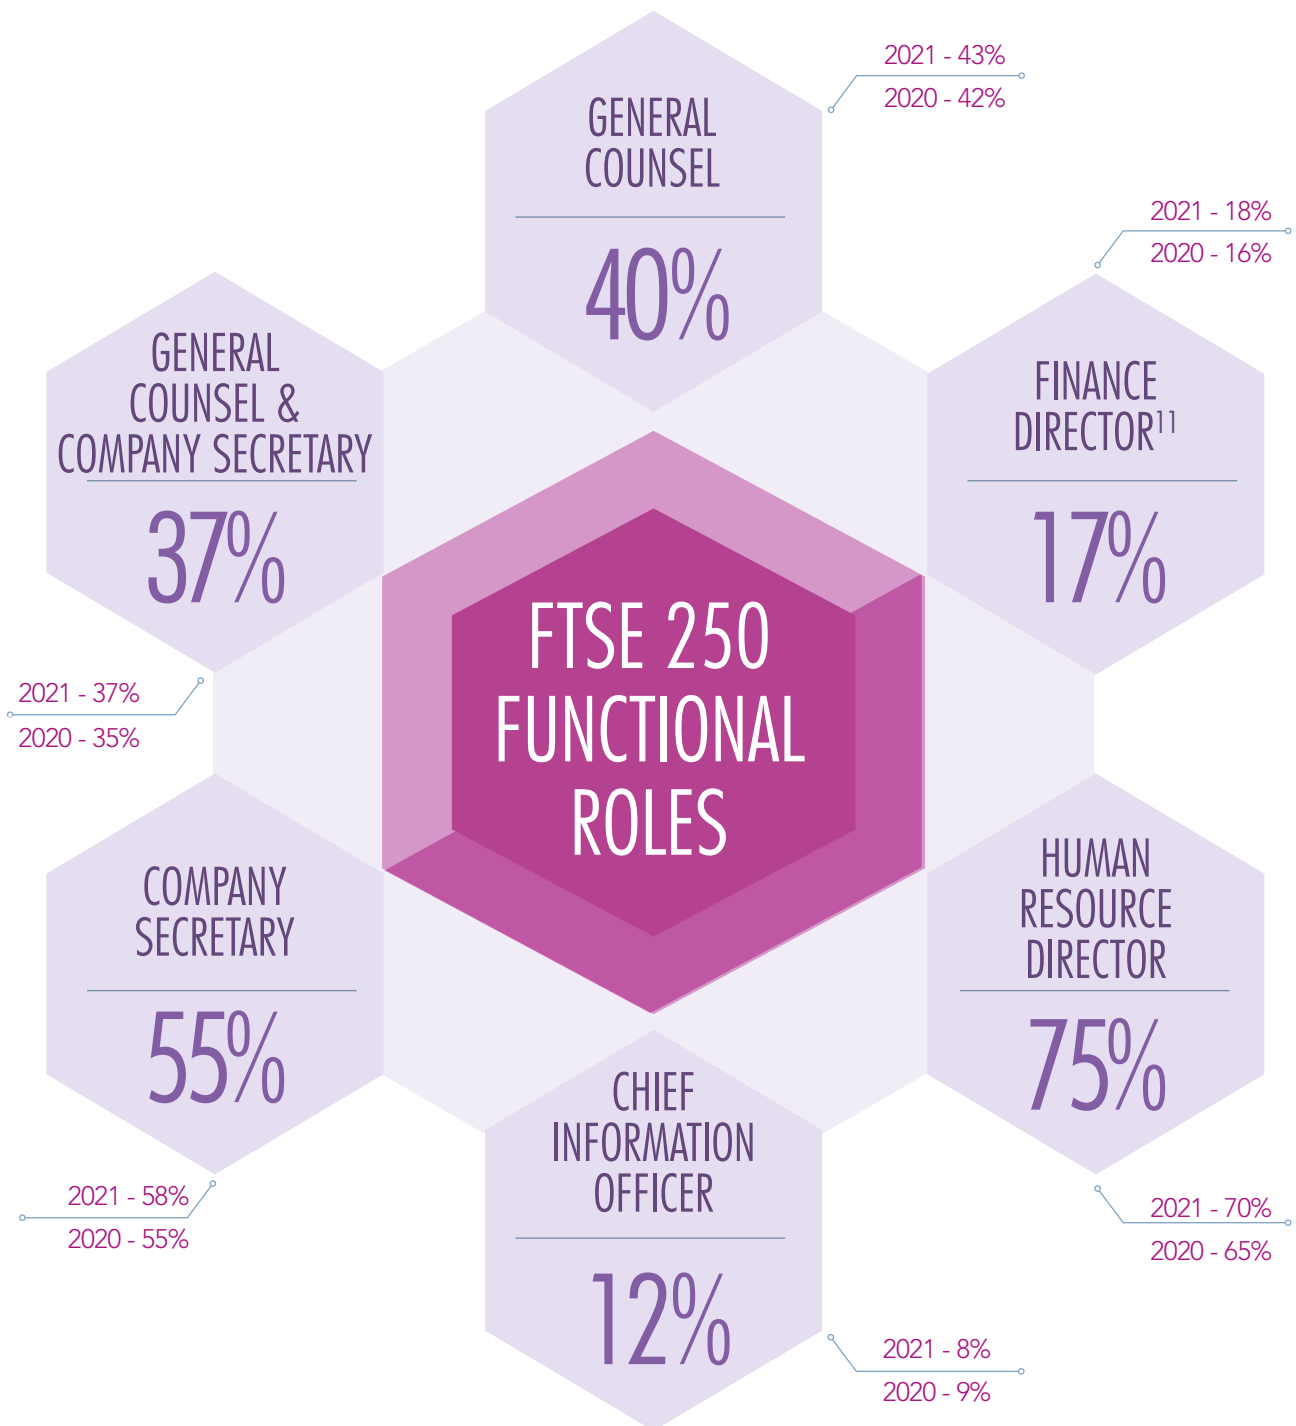 2021 - 43%
2020 - 42%
GENERAL
COUNSEL
40%
2021 - 18%
2020 - 16%
FINANCE
DIRECTOR¹¹
17%
GENERAL
COUNSEL &
COMPANY SECRETARY
37%
2021 - 37%
2020 - 35%
FTSE 250
FUNCTIONAL
ROLES
COMPANY
SECRETARY
55%
2021 - 58%
2020 - 55%
HUMAN
RESOURCE
DIRECTOR
75%
2021 - 70%
2020 - 65%
CHIEF
INFORMATION
OFFICER
12%
2021 - 8%
2020 - 9%